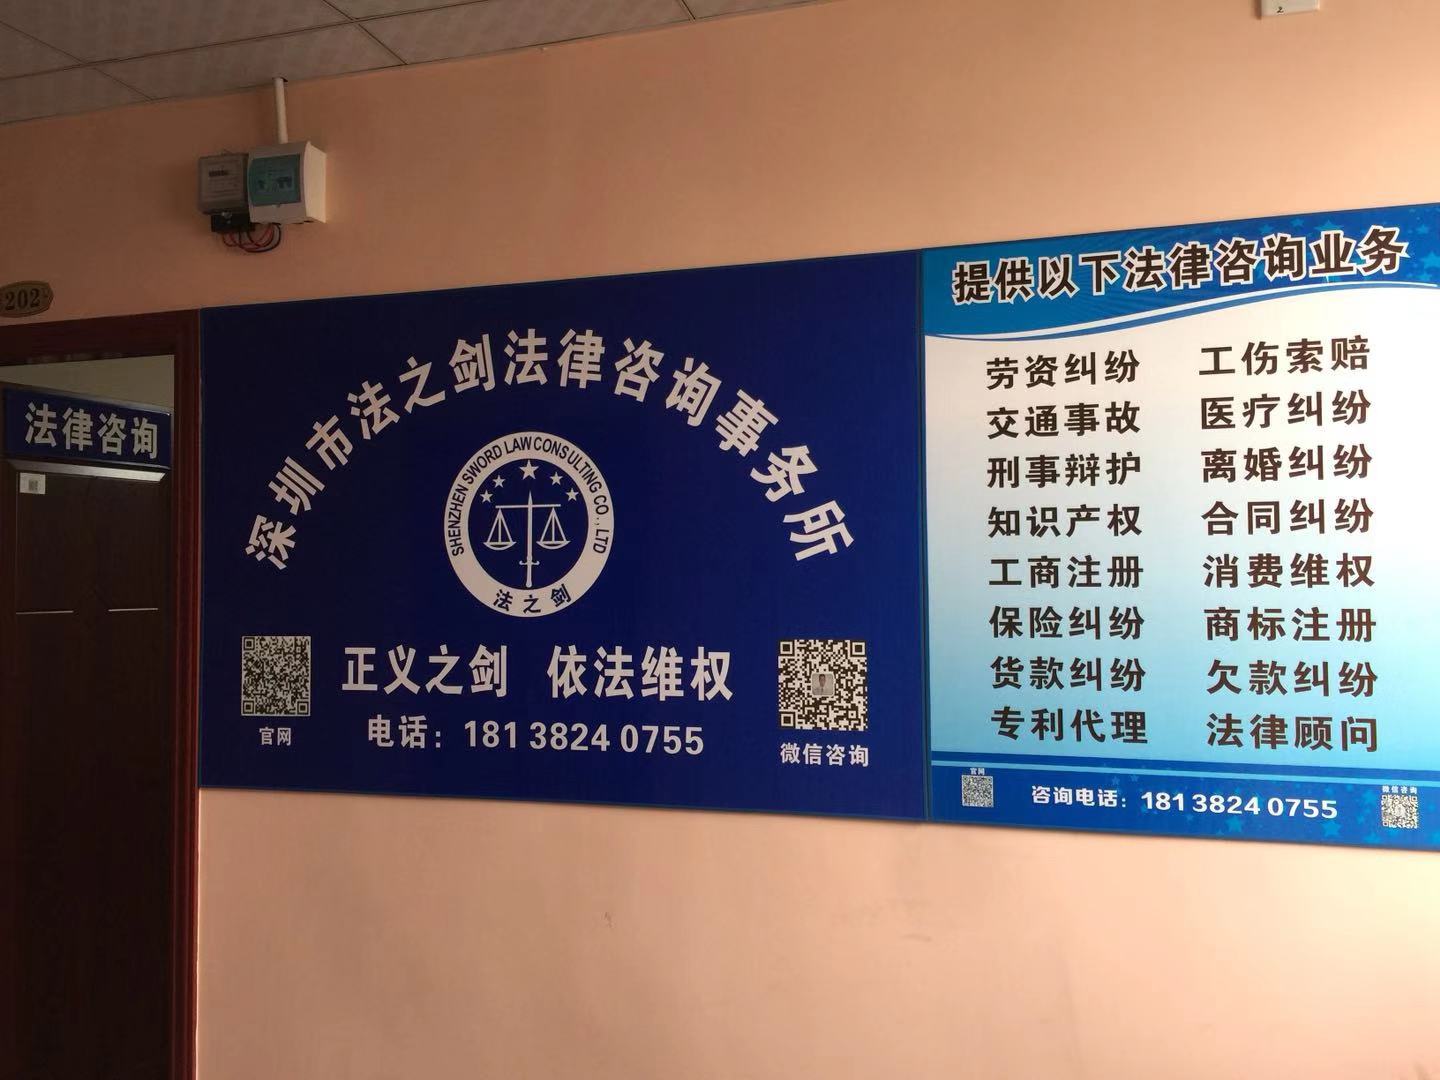 202
法律咨询
深圳市法之剑法律咨询事务所
SHENZHEN SWORD LAW CONSULTING CO., LTD
法之剑
正义之剑 依法维权
电话：181 3824 0755
官网
微信咨询
提供以下法律咨询业务
劳资纠纷 工伤索赔
交通事故 医疗纠纷
刑事辩护 离婚纠纷
知识产权 合同纠纷
工商注册 消费维权
保险纠纷 商标注册
货款纠纷 欠款纠纷
专利代理 法律顾问
官网
咨询电话：181 3824 0755
微信咨询
2